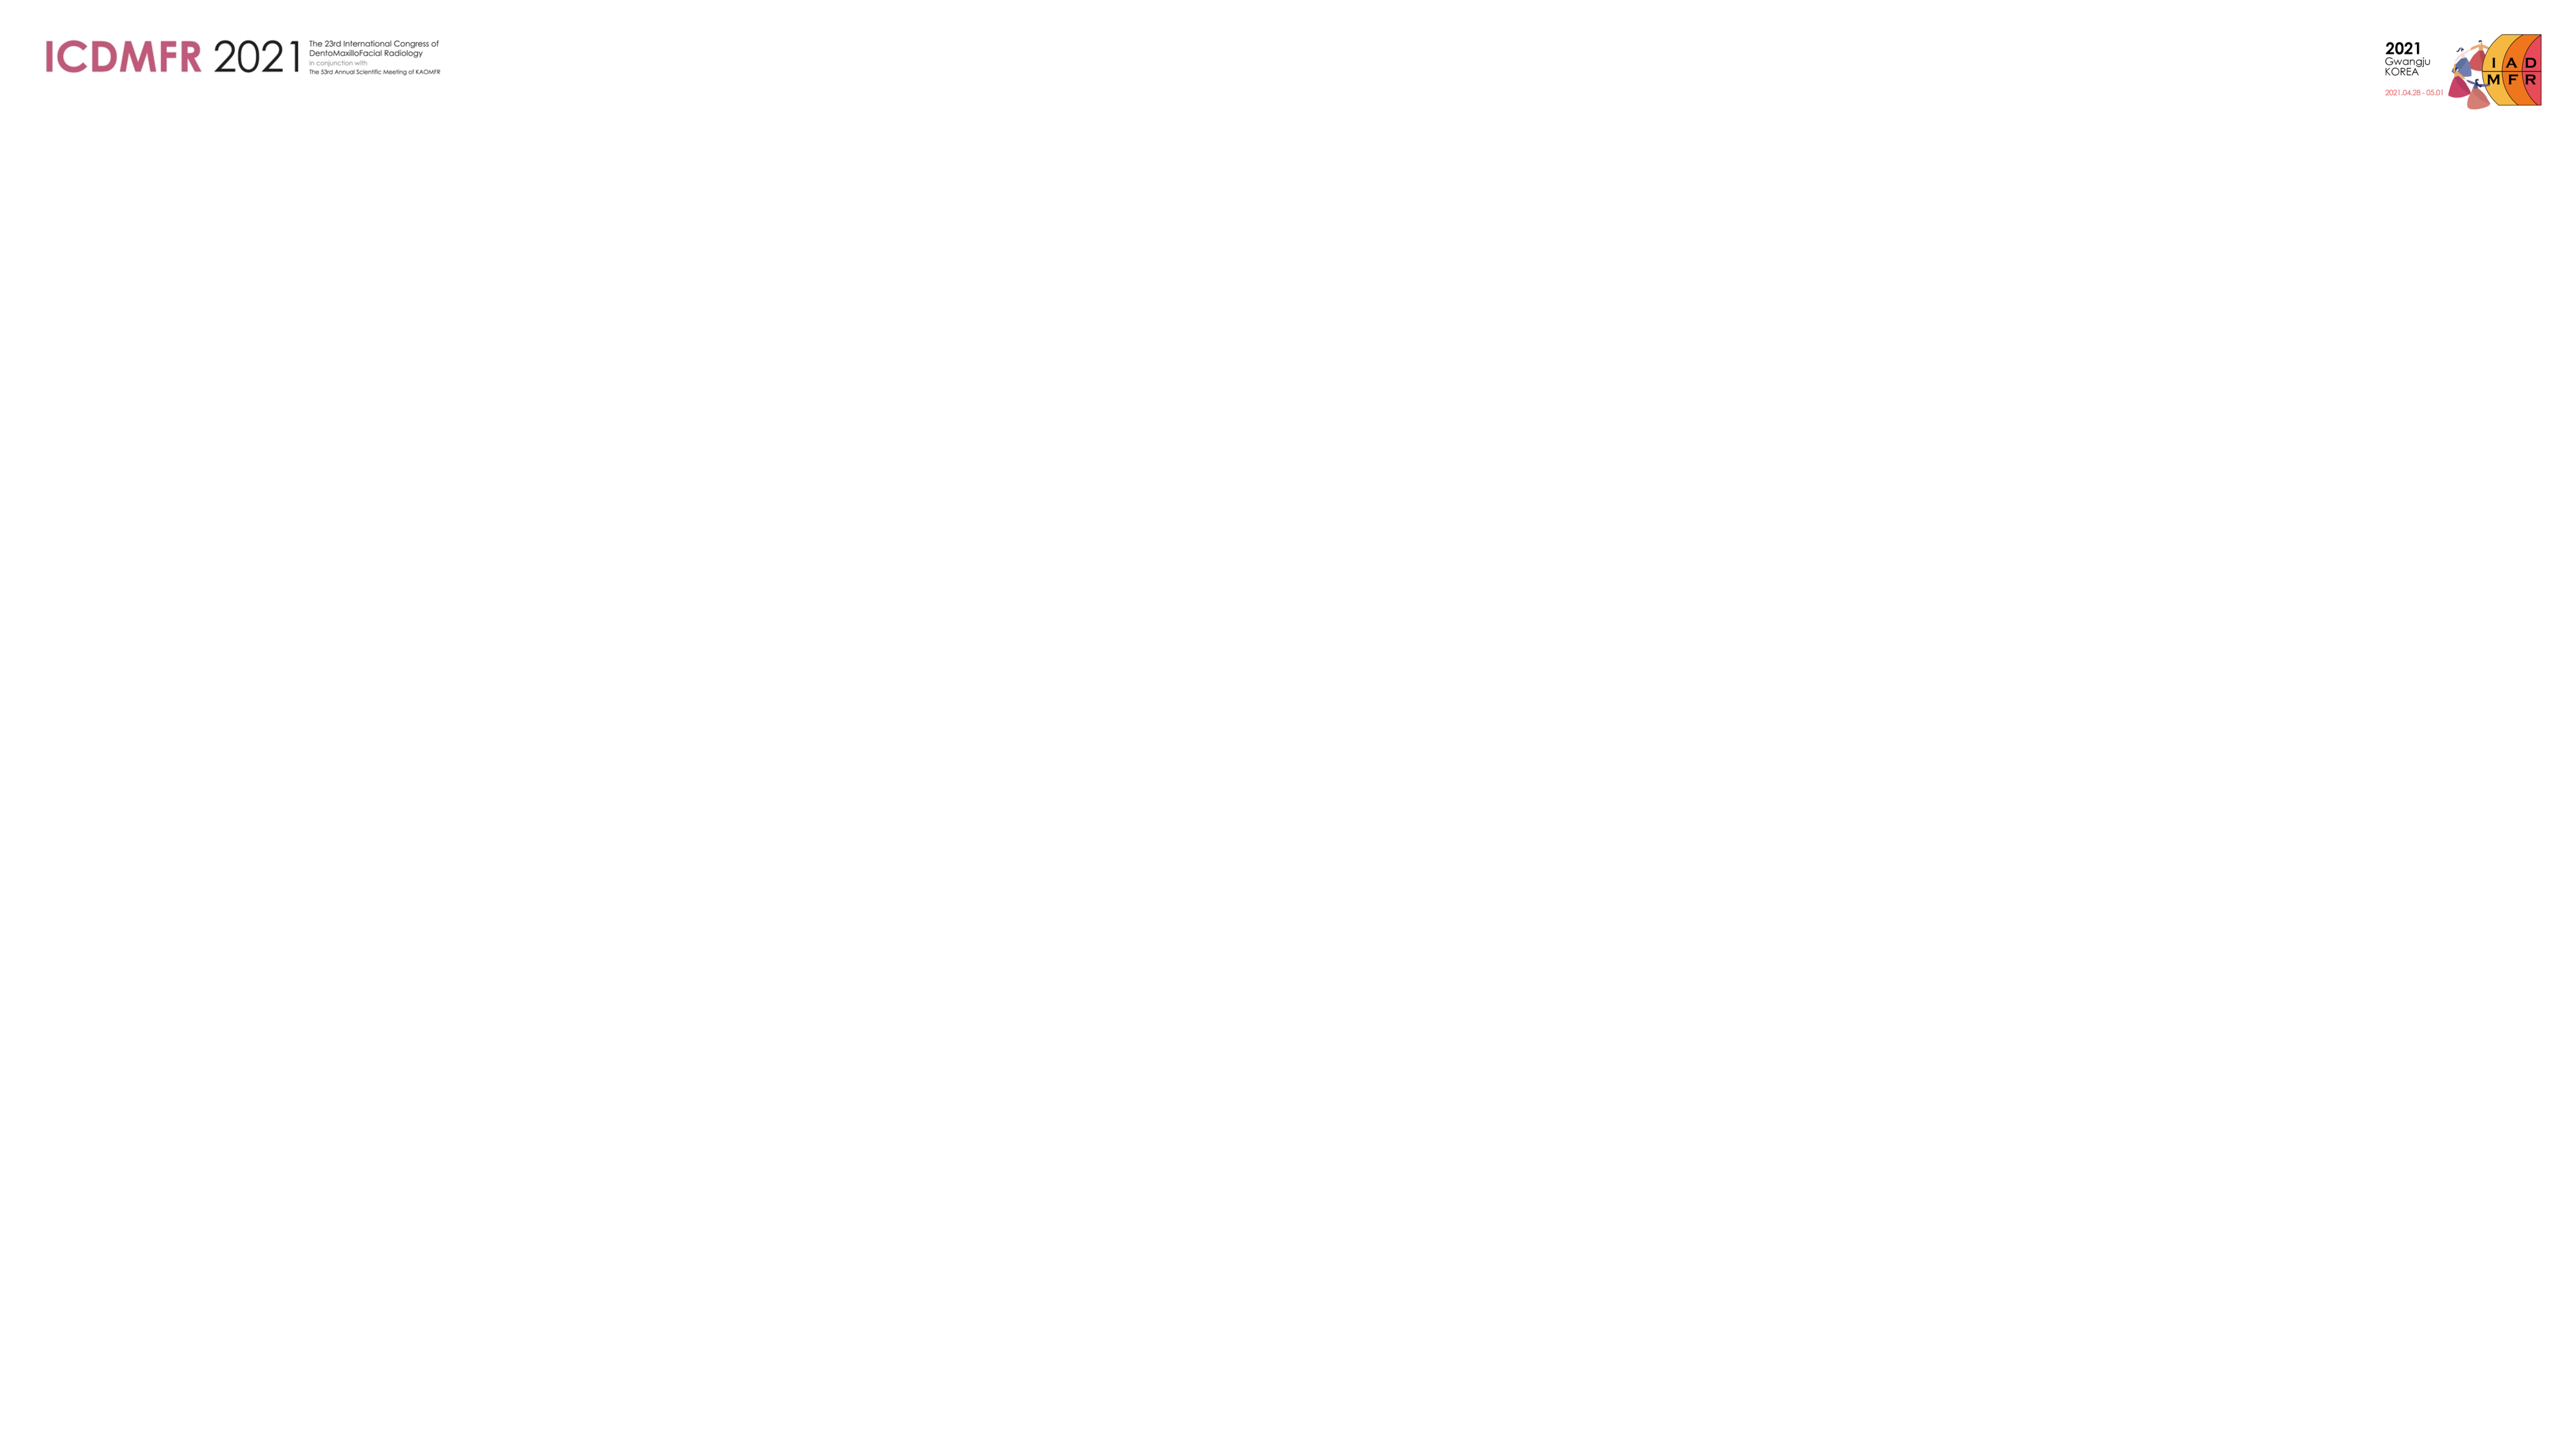 ICDMFR 2021
The 23rd International Congress of
DentoMaxilloFacial Radiology
in conjunction with
The 53rd Annual Scientific Meeting of KAOMFR
2021
Gwangju
KOREA
2021.04.28 - 05.01
I A D
M F R